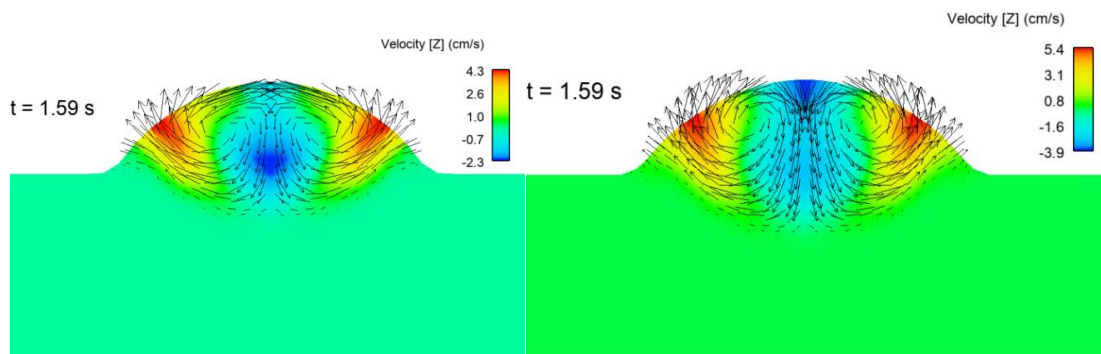 Velocity [Z] (cm/s)
4.3
2.6
1.0
-0.7
-2.3
t = 1.59 s
Velocity [Z] (cm/s)
5.4
3.1
0.8
-1.6
-3.9
t = 1.59 s